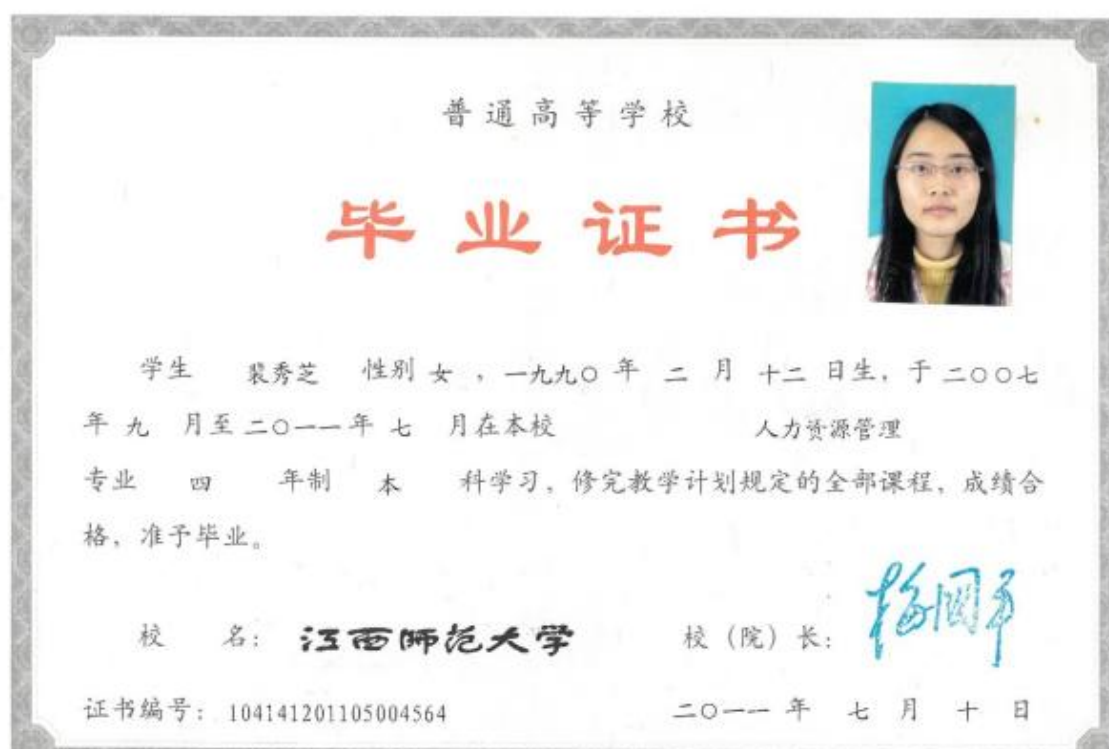 普通高等学校
毕业证书
学生 裴秀芝 性别 女 ，一九九〇 年 二 月 十二 日生，于 二〇〇七
年 九 月至 二〇一一 年 七 月在本校 人力资源管理
专业 四 年制 本 科学习，修完教学计划规定的全部课程，成绩合
格，准予毕业。
校 名： 江西师范大学 校（院）长： 梅国平
证书编号：104141201105004564 二〇一一 年 七 月 十 日